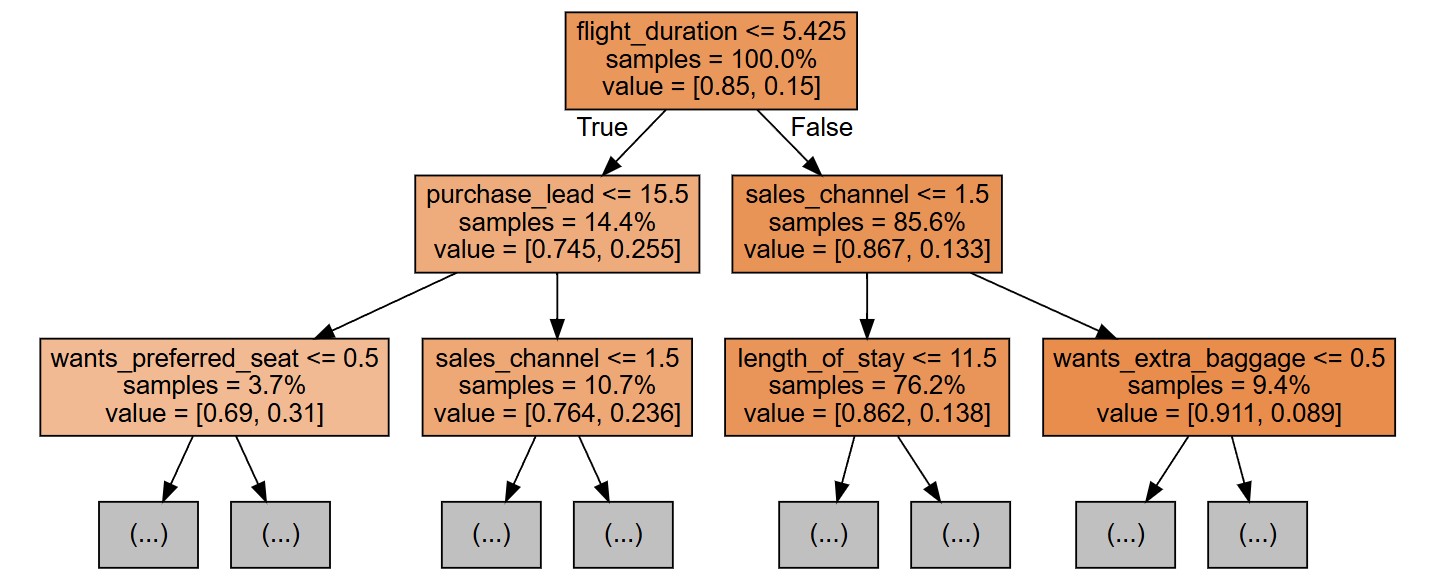 flight_duration <= 5.425
samples = 100.0%
value = [0.85, 0.15]
True
False
purchase_lead <= 15.5
samples = 14.4%
value = [0.745, 0.255]
sales_channel <= 1.5
samples = 85.6%
value = [0.867, 0.133]
wants_preferred_seat <= 0.5
samples = 3.7%
value = [0.69, 0.31]
sales_channel <= 1.5
samples = 10.7%
value = [0.764, 0.236]
length_of_stay <= 11.5
samples = 76.2%
value = [0.862, 0.138]
wants_extra_baggage <= 0.5
samples = 9.4%
value = [0.911, 0.089]
(...)
(...)
(...)
(...)
(...)
(...)
(...)
(...)